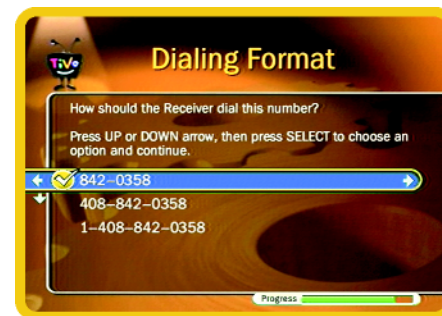 TiVo
Dialing Format
How should the Receiver dial this number?
Press UP or DOWN arrow, then press SELECT to choose an
option and continue.
842-0358
408-842-0358
1-408-842-0358
Progress